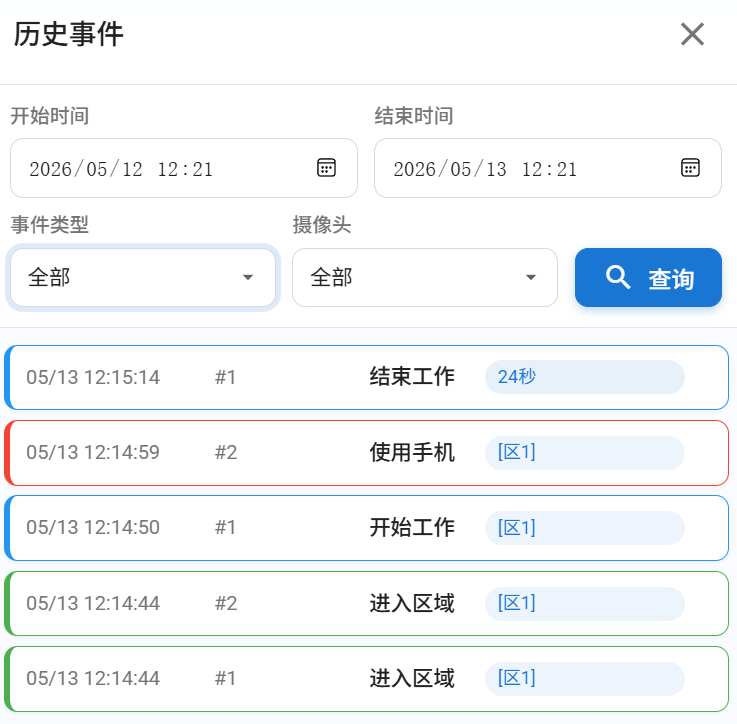 历史事件
开始时间 结束时间
2026/05/12 12:21 2026/05/13 12:21
事件类型 摄像头
全部 全部 查询
05/13 12:15:14 #1 结束工作 24秒
05/13 12:14:59 #2 使用手机 [区1]
05/13 12:14:50 #1 开始工作 [区1]
05/13 12:14:44 #2 进入区域 [区1]
05/13 12:14:44 #1 进入区域 [区1]